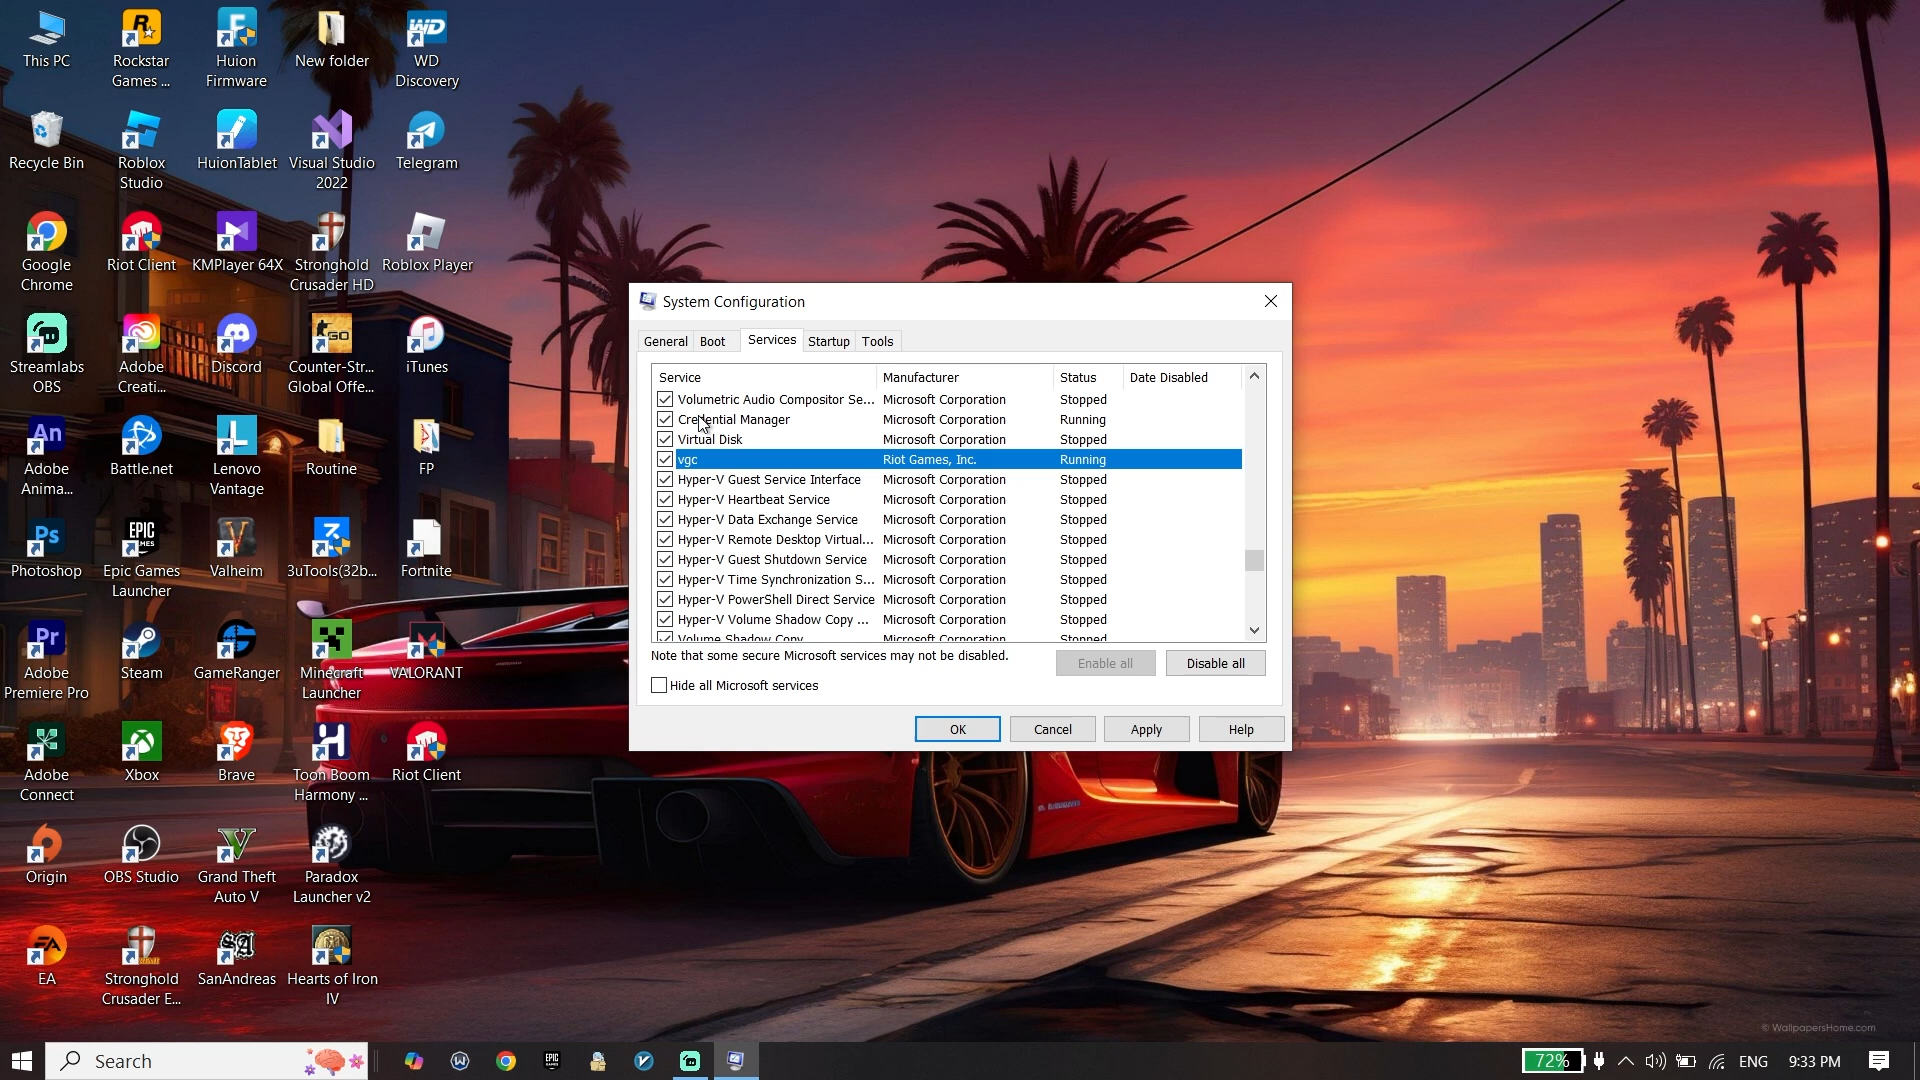 This PC
Rockstar
Games ...
Huion
Firmware
New folder
WD
Discovery
Recycle Bin
Roblox
Studio
HuionTablet
Visual Studio
2022
Telegram
Google
Chrome
Riot Client
KMPlayer 64X
Stronghold
Crusader HD
Roblox Player
Streamlabs
OBS
Adobe
Creati...
Discord
Counter-Str...
Global Offe...
iTunes
Adobe
Anima...
Battle.net
Lenovo
Vantage
Routine
FP
Photoshop
Epic Games
Launcher
Valheim
3uTools(32b...
Fortnite
Adobe
Premiere Pro
Steam
GameRanger
Minecraft
Launcher
VALORANT
Adobe
Connect
Xbox
Brave
Toon Boom
Harmony ...
Riot Client
Origin
OBS Studio
Grand Theft
Auto V
Paradox
Launcher v2
EA
Stronghold
Crusader E...
SanAndreas
Hearts of Iron
IV
System Configuration
General Boot Services Startup Tools
Service Manufacturer Status Date Disabled
Volumetric Audio Compositor Se... Microsoft Corporation Stopped
Credential Manager Microsoft Corporation Running
Virtual Disk Microsoft Corporation Stopped
vgc Riot Games, Inc. Running
Hyper-V Guest Service Interface Microsoft Corporation Stopped
Hyper-V Heartbeat Service Microsoft Corporation Stopped
Hyper-V Data Exchange Service Microsoft Corporation Stopped
Hyper-V Remote Desktop Virtual... Microsoft Corporation Stopped
Hyper-V Guest Shutdown Service Microsoft Corporation Stopped
Hyper-V Time Synchronization S... Microsoft Corporation Stopped
Hyper-V PowerShell Direct Service Microsoft Corporation Stopped
Hyper-V Volume Shadow Copy ... Microsoft Corporation Stopped
Volume Shadow Copy Microsoft Corporation Stopped
Note that some secure Microsoft services may not be disabled.
Enable all Disable all
Hide all Microsoft services
OK Cancel Apply Help
© WallpapersHome.com
Search
72% ENG 9:33 PM